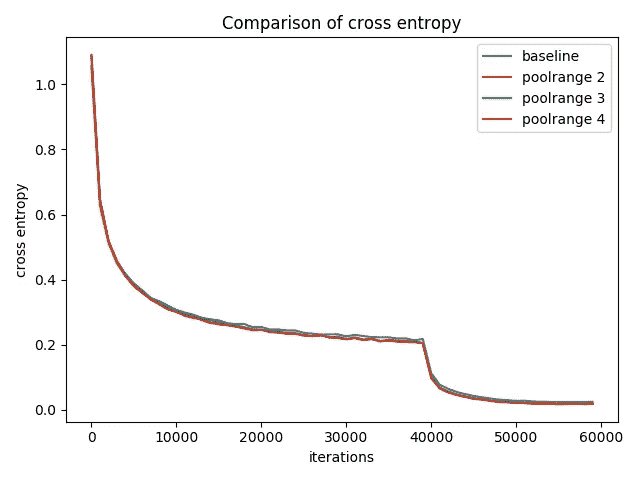 Comparison of cross entropy
baseline
poolrange 2
poolrange 3
poolrange 4
cross entropy
1.0
0.8
0.6
0.4
0.2
0.0
0 10000 20000 30000 40000 50000 60000
iterations